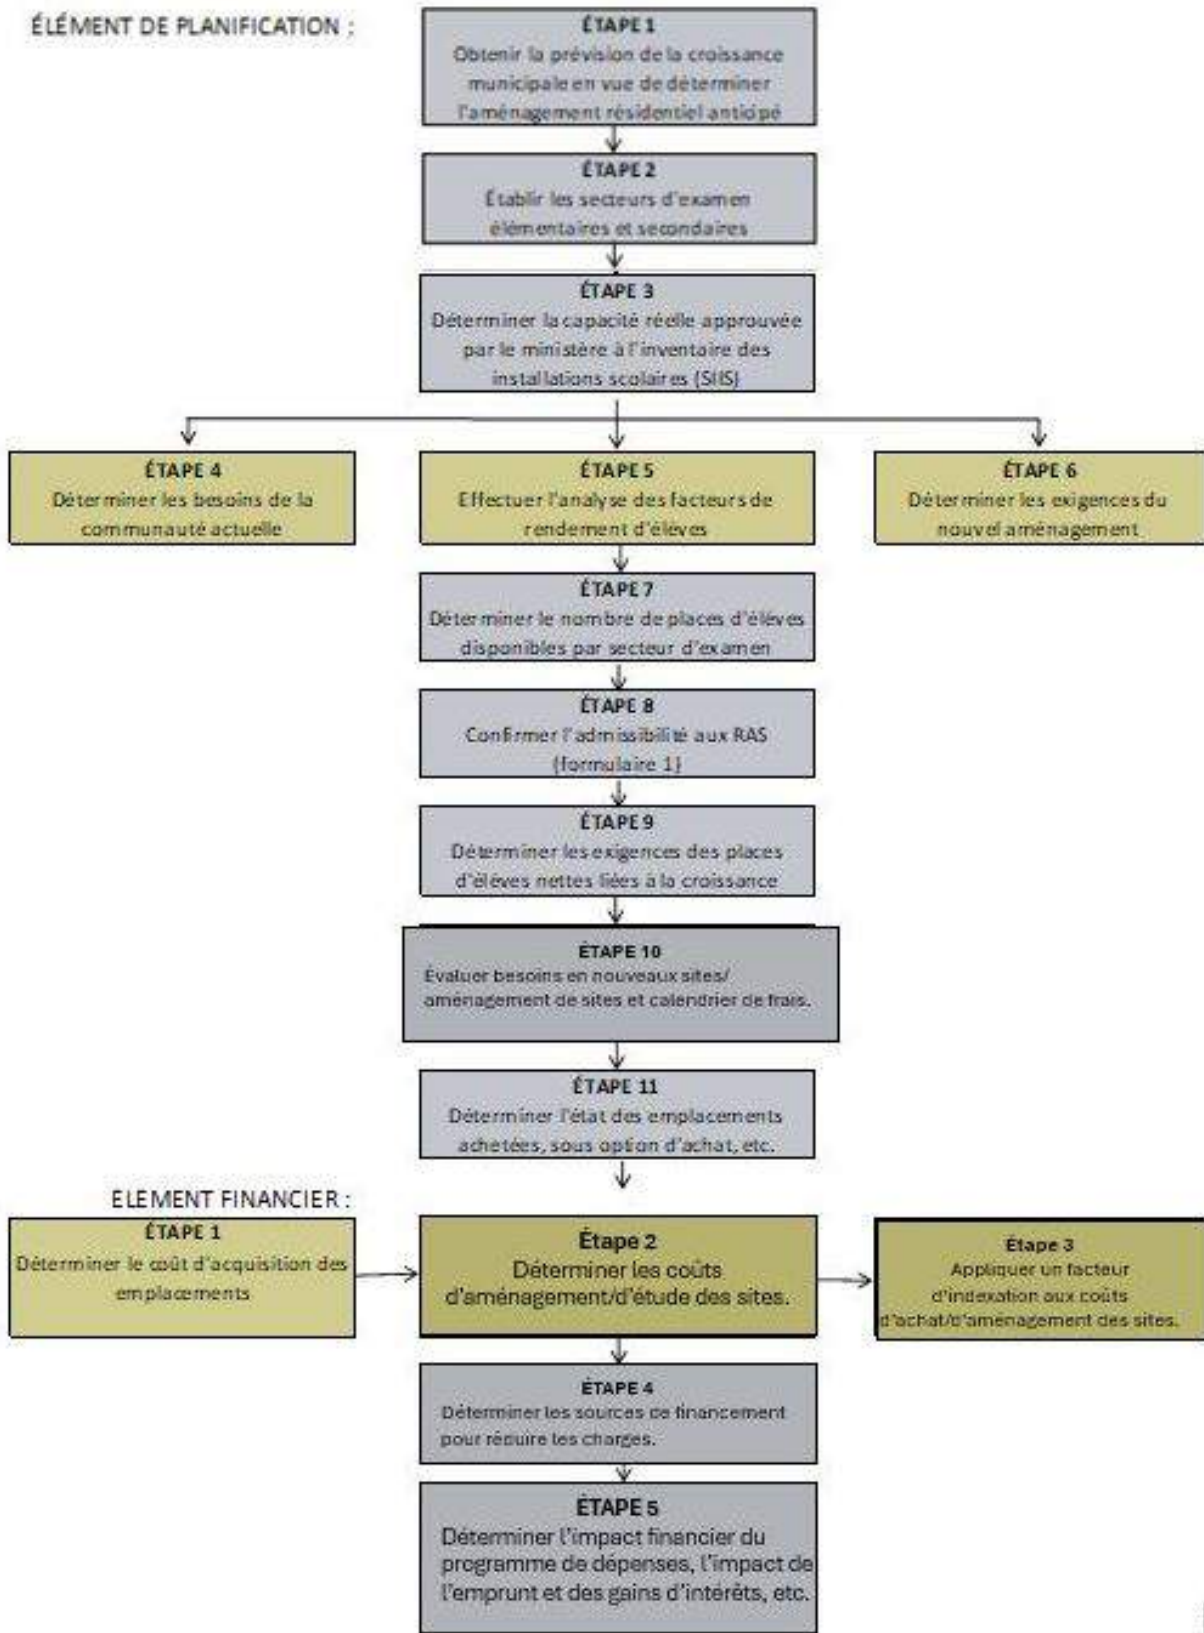 ÉLÉMENT DE PLANIFICATION :
ÉTAPE 1
Obtenir la prévision de la croissance
municipale en vue de déterminer
l'aménagement résidentiel anticipé
ÉTAPE 2
Établir les secteurs d'examen
élémentaires et secondaires
ÉTAPE 3
Déterminer la capacité réelle approuvée
par le ministère à l'inventaire des
installations scolaires (SIIS)
ÉTAPE 4
Déterminer les besoins de la
communauté actuelle
ÉTAPE 5
Effectuer l'analyse des facteurs de
rendement d'élèves
ÉTAPE 6
Déterminer les exigences du
nouvel aménagement
ÉTAPE 7
Déterminer le nombre de places d'élèves
disponibles par secteur d'examen
ÉTAPE 8
Confirmer l'admissibilité aux RAS
(formulaire 1)
ÉTAPE 9
Déterminer les exigences des places
d'élèves nettes liées à la croissance
ÉTAPE 10
Évaluer besoins en nouveaux sites/
aménagement de sites et calendrier de frais.
ÉTAPE 11
Déterminer l'état des emplacements
achetées, sous option d'achat, etc.
ELEMENT FINANCIER :
ÉTAPE 1
Déterminer le coût d'acquisition des
emplacements
Étape 2
Déterminer les coûts
d'aménagement/d'étude des sites.
Étape 3
Appliquer un facteur
d'indexation aux coûts
d'achat/d'aménagement des sites.
ÉTAPE 4
Déterminer les sources de financement
pour réduire les charges.
ÉTAPE 5
Déterminer l'impact financier du
programme de dépenses, l'impact de
l'emprunt et des gains d'intérêts, etc.